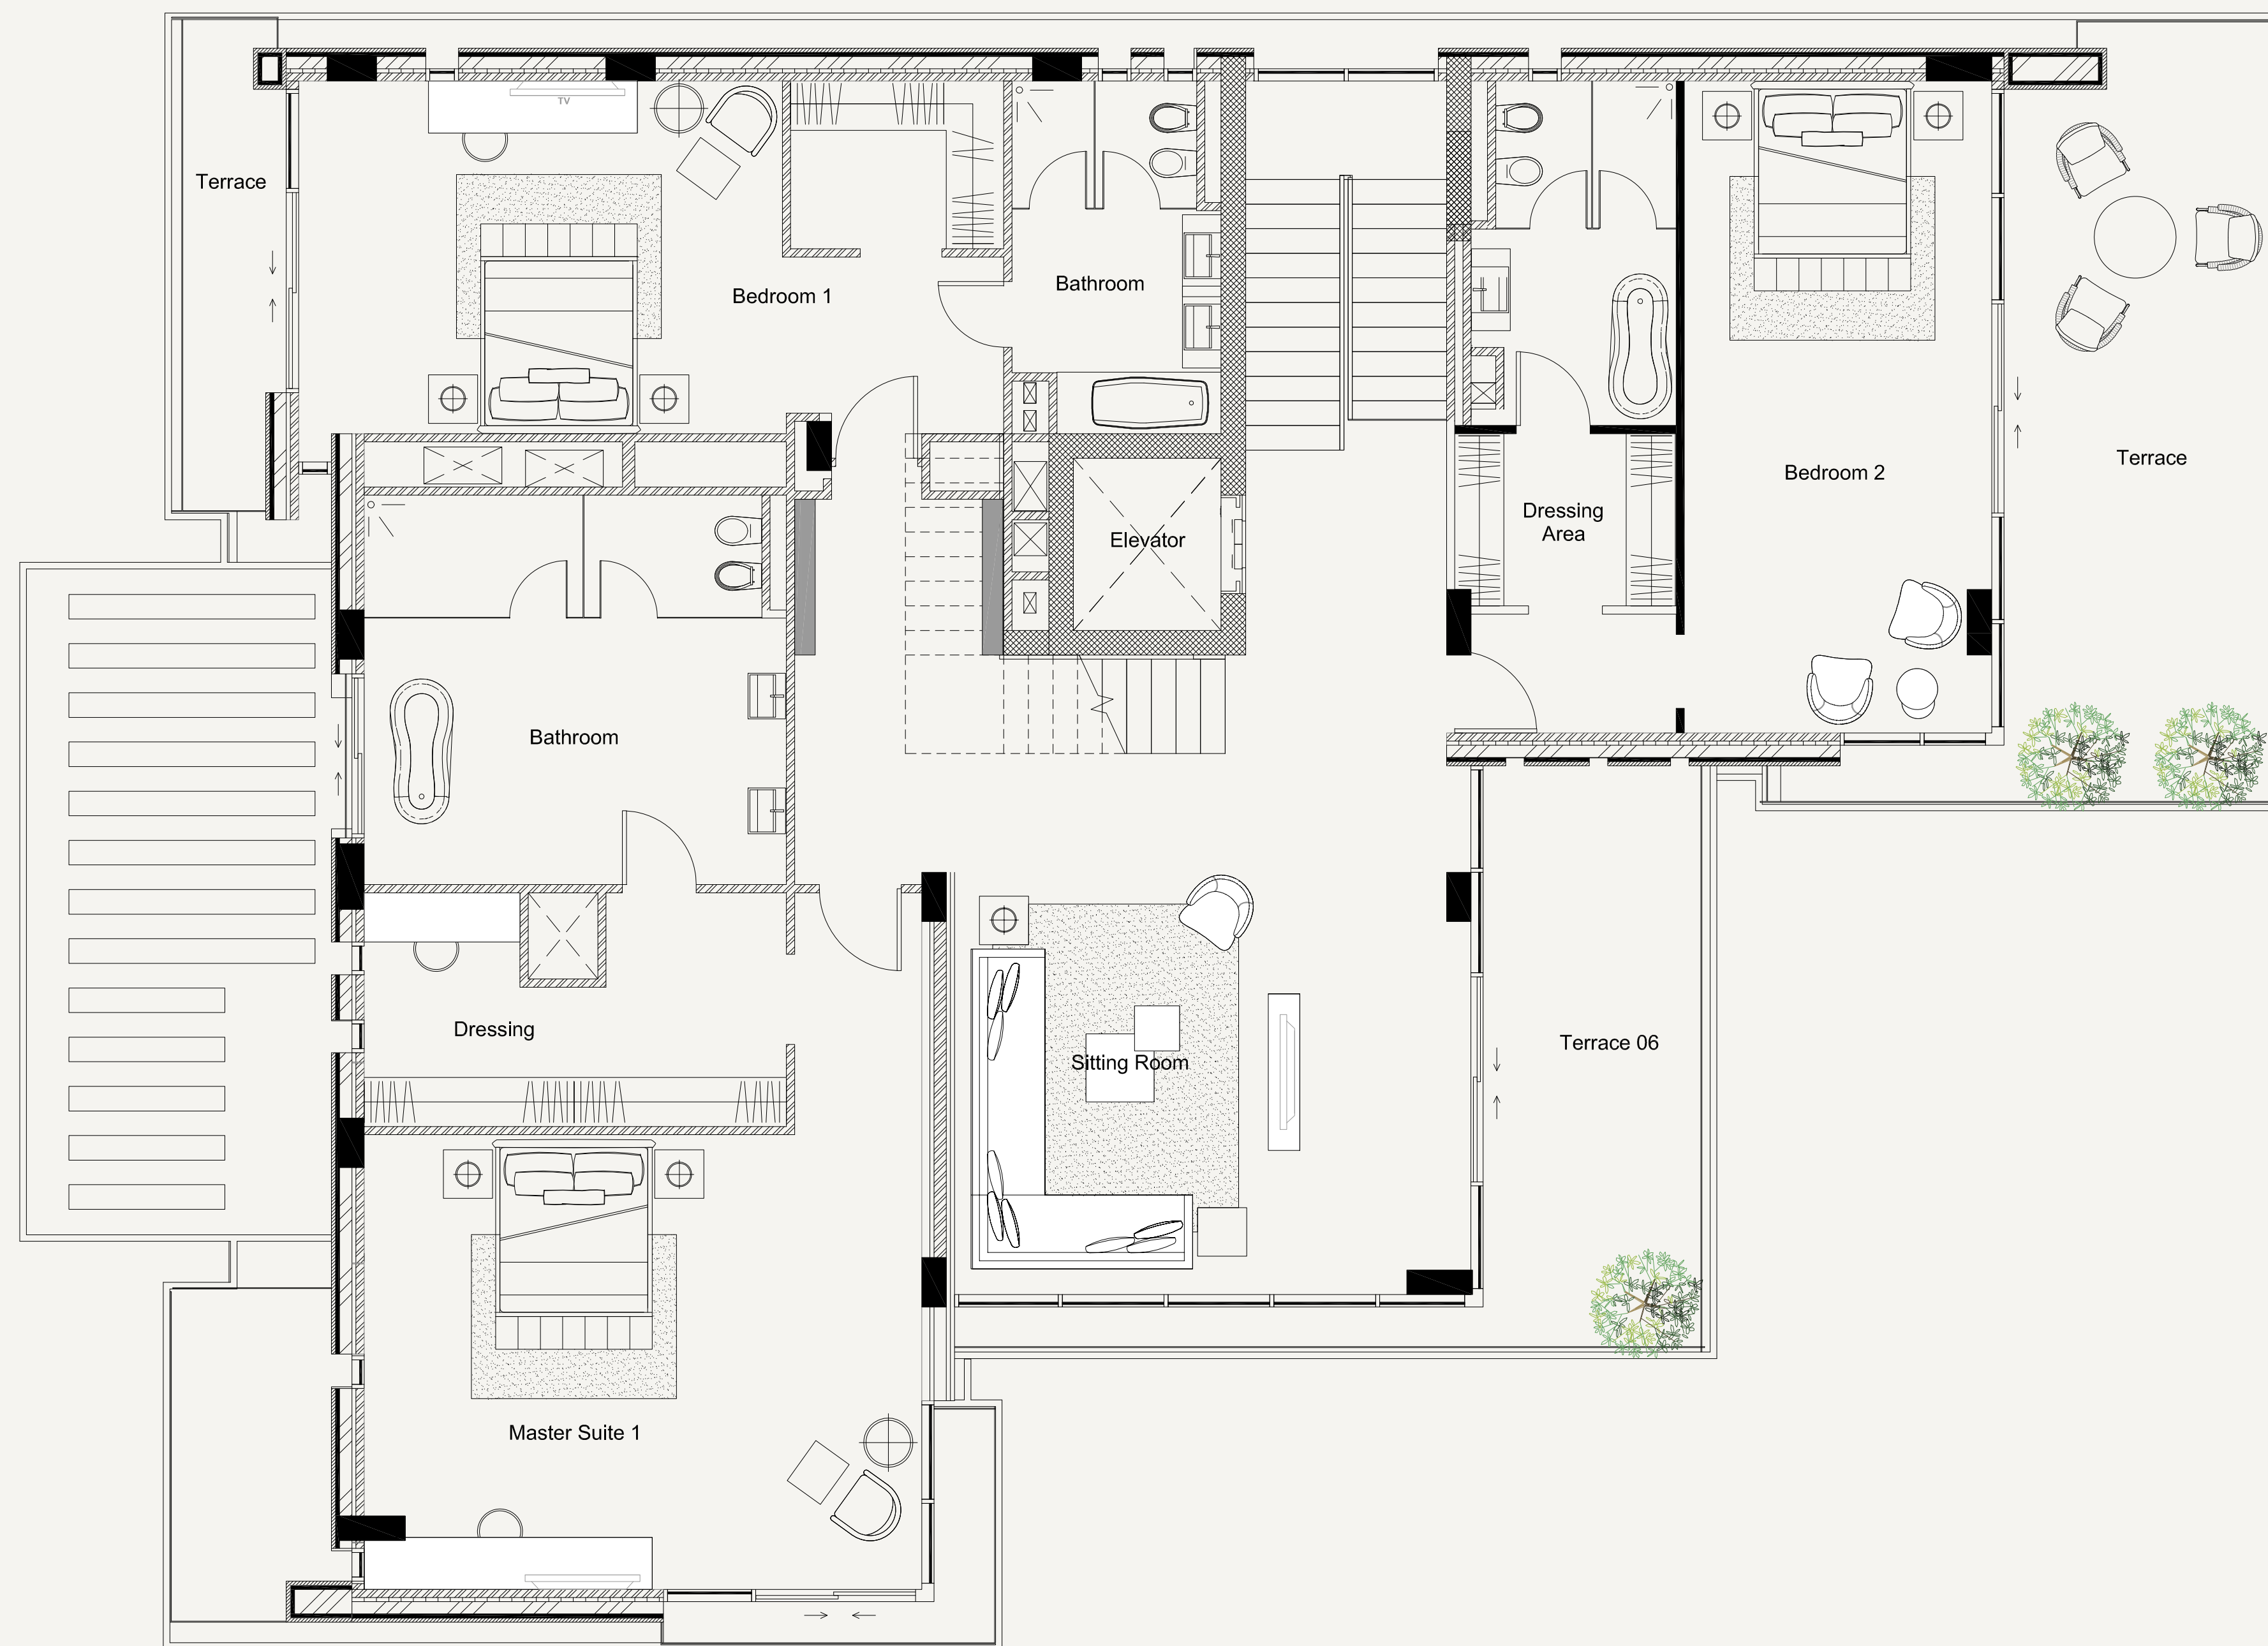 TV
Terrace
Bedroom 1
Bathroom
Bedroom 2
Terrace
Dressing
Area
Elevator
Bathroom
Dressing
Sitting Room
Terrace 06
Master Suite 1